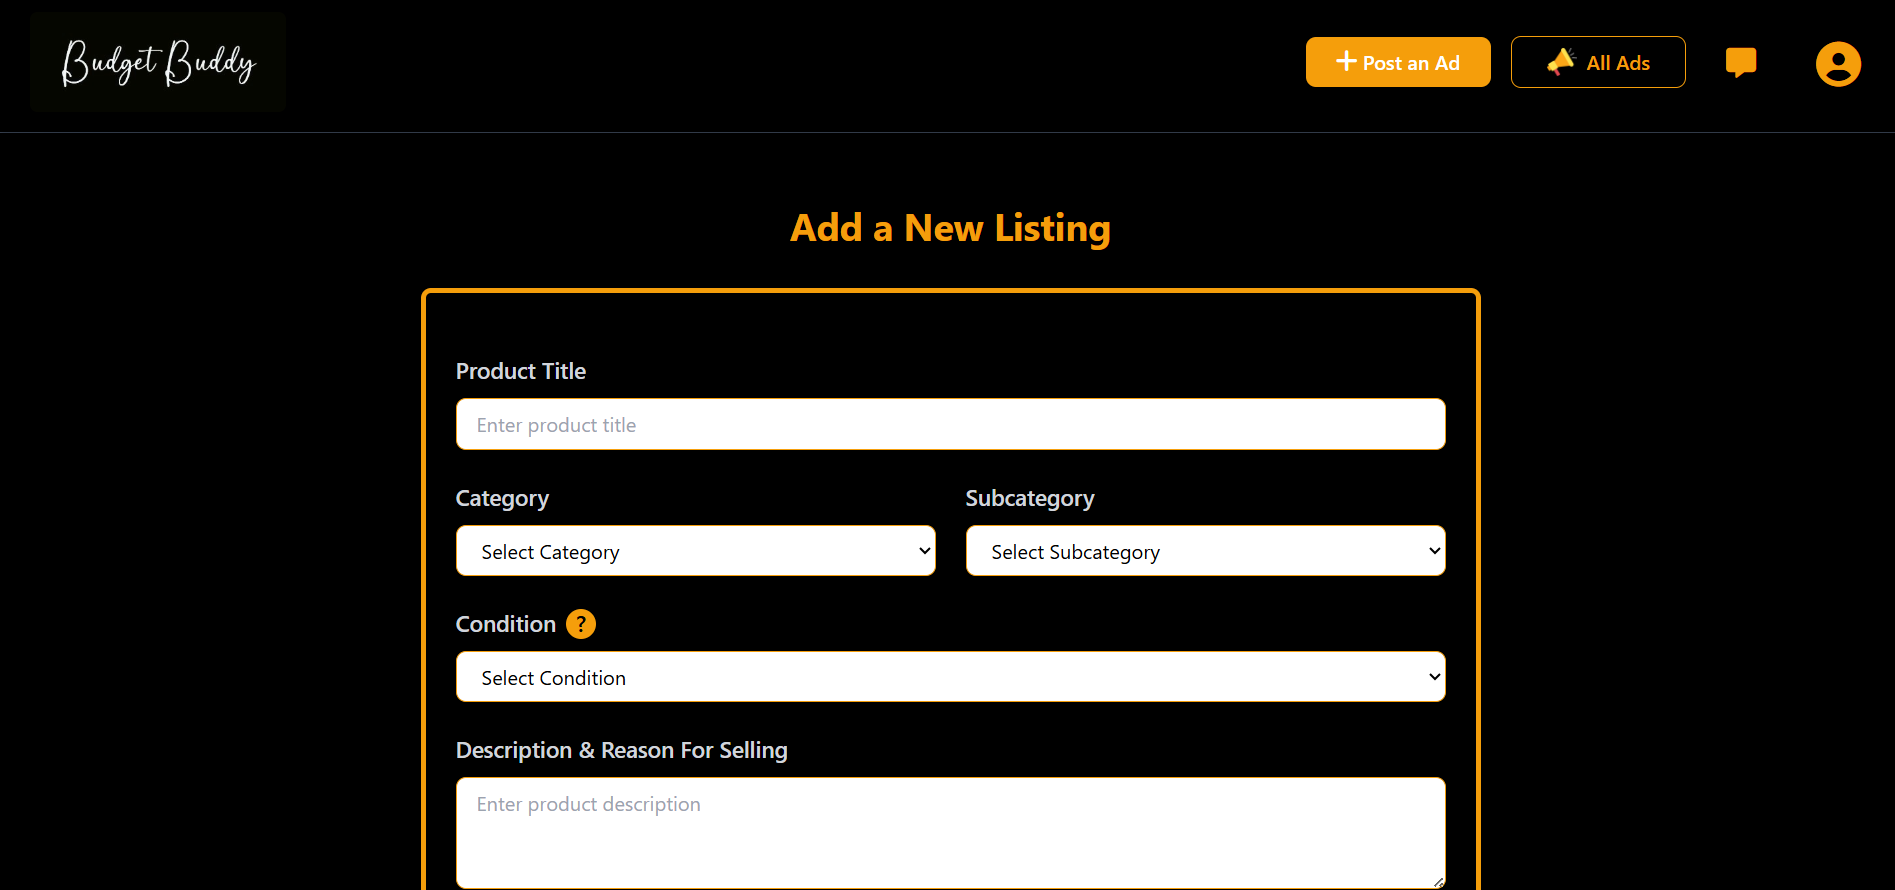 Budget Buddy
Post an Ad
All Ads
Add a New Listing
Product Title
Enter product title
Category
Subcategory
Select Category
Select Subcategory
Condition ?
Select Condition
Description & Reason For Selling
Enter product description